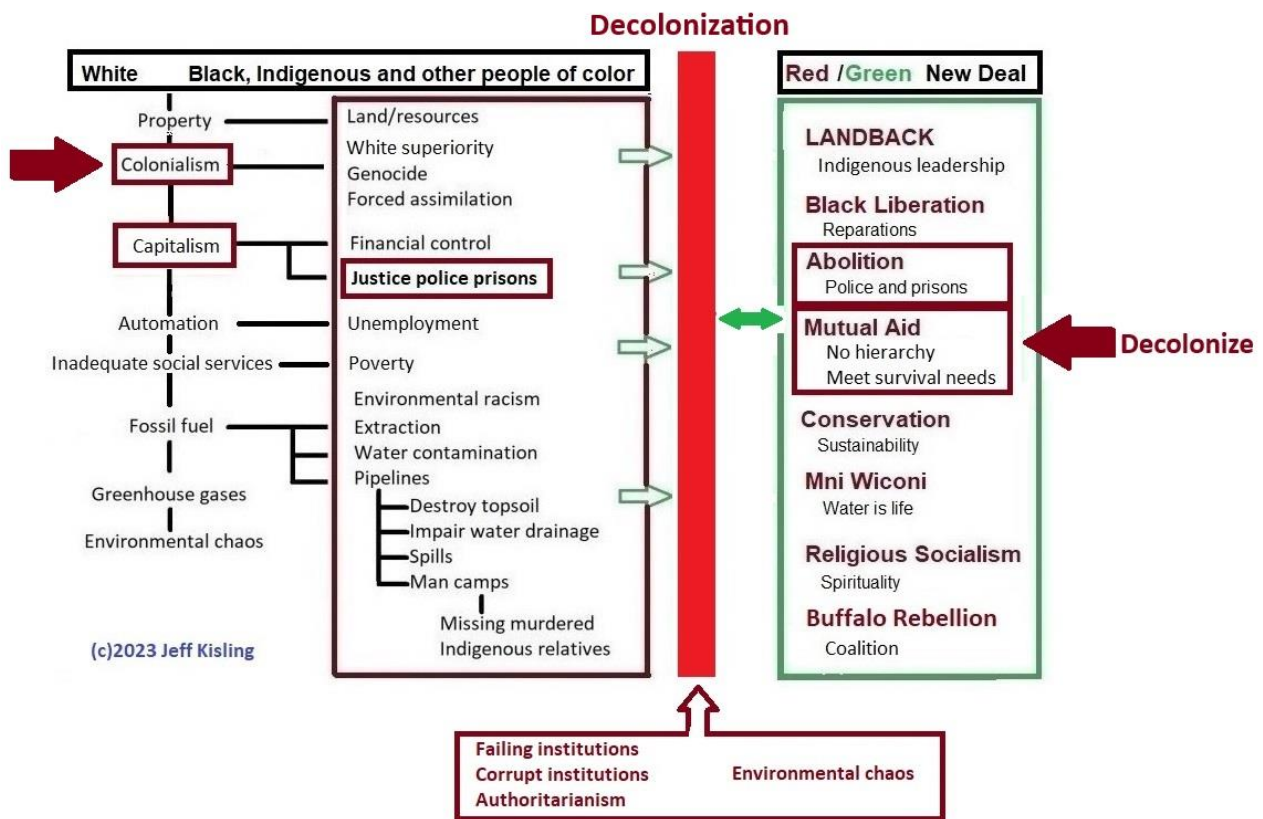 Decolonization
White Black, Indigenous and other people of color
Property
Colonialism
Capitalism
Automation
Inadequate social services
Fossil fuel
Greenhouse gases
Environmental chaos
(c)2023 Jeff Kisling
Land/resources
White superiority
Genocide
Forced assimilation
Financial control
Justice police prisons
Unemployment
Poverty
Environmental racism
Extraction
Water contamination
Pipelines
Destroy topsoil
Impair water drainage
Spills
Man camps
Missing murdered
Indigenous relatives
Red /Green New Deal
LANDBACK
Indigenous leadership
Black Liberation
Reparations
Abolition
Police and prisons
Mutual Aid
No hierarchy
Meet survival needs
Conservation
Sustainability
Mni Wiconi
Water is life
Religious Socialism
Spirituality
Buffalo Rebellion
Coalition
Decolonize
Failing institutions
Corrupt institutions
Authoritarianism
Environmental chaos